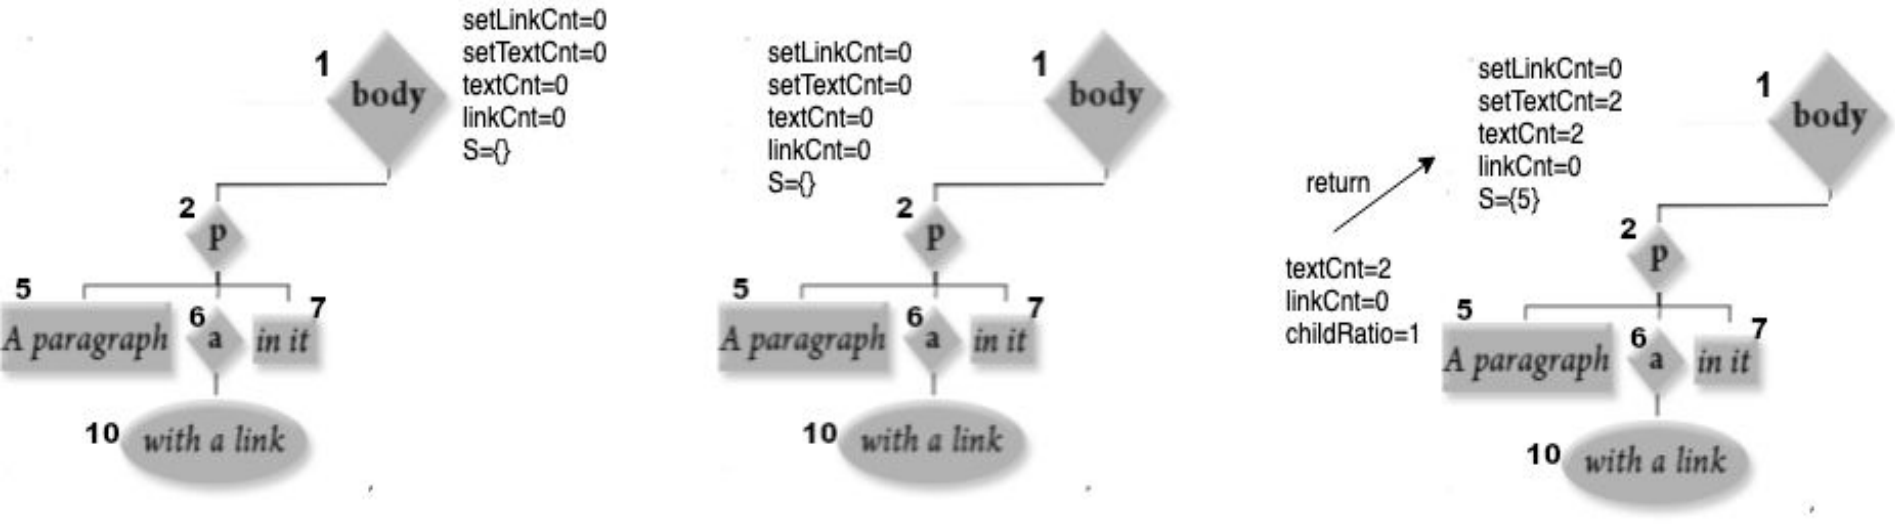 setLinkCnt=0
setTextCnt=0
textCnt=0
linkCnt=0
S={}
1
body
2
p
5
A paragraph
6
a
7
in it
10
with a link
setLinkCnt=0
setTextCnt=0
textCnt=0
linkCnt=0
S={}
1
body
2
p
5
A paragraph
6
a
7
in it
10
with a link
setLinkCnt=0
setTextCnt=2
textCnt=2
linkCnt=0
S={5}
return
textCnt=2
linkCnt=0
childRatio=1
1
body
2
p
5
A paragraph
6
a
7
in it
10
with a link